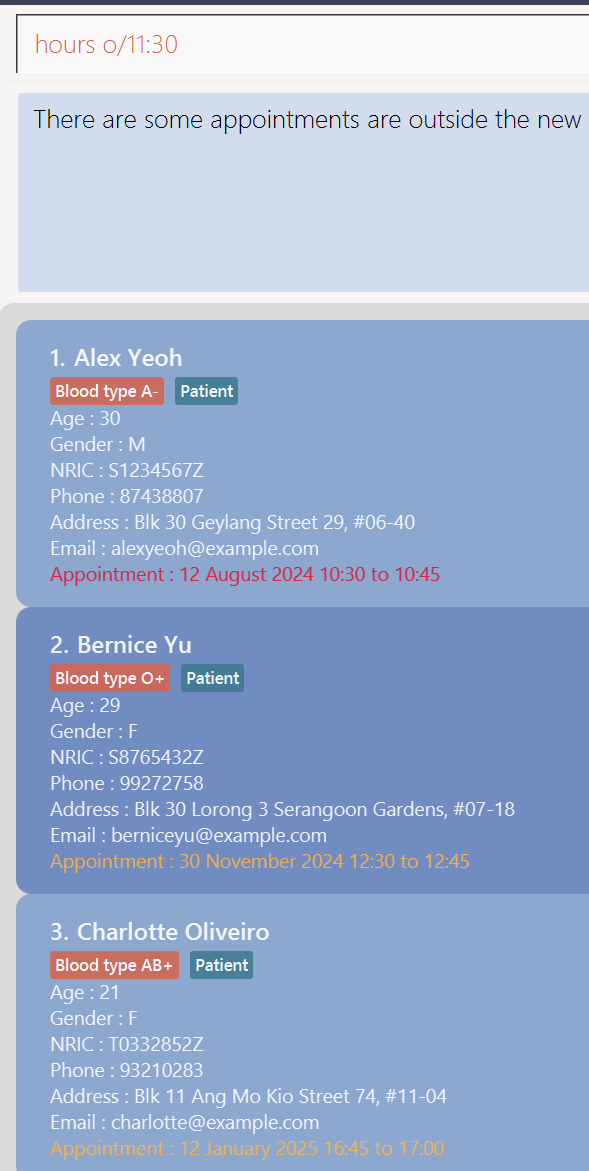 hours o/11:30
There are some appointments are outside the new
1. Alex Yeoh
Blood type A- Patient
Age : 30
Gender : M
NRIC : S1234567Z
Phone : 87438807
Address : Blk 30 Geylang Street 29, #06-40
Email : alexyeoh@example.com
Appointment : 12 August 2024 10:30 to 10:45
2. Bernice Yu
Blood type O+ Patient
Age : 29
Gender : F
NRIC : S8765432Z
Phone : 99272758
Address : Blk 30 Lorong 3 Serangoon Gardens, #07-18
Email : berniceyu@example.com
Appointment : 30 November 2024 12:30 to 12:45
3. Charlotte Oliveiro
Blood type AB+ Patient
Age : 21
Gender : F
NRIC : T0332852Z
Phone : 93210283
Address : Blk 11 Ang Mo Kio Street 74, #11-04
Email : charlotte@example.com
Appointment : 12 January 2025 16:45 to 17:00